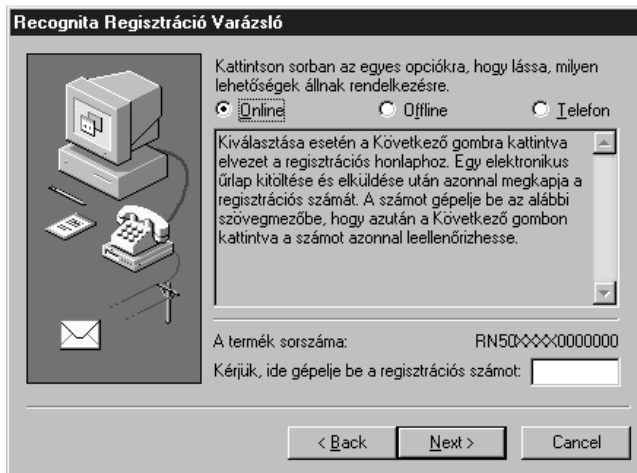 Recognita Regisztráció Varázsló
Kattintson sorban az egyes opciókra, hogy lássa, milyen
lehetőségek állnak rendelkezésre.
Online Offline Telefon
Kiválasztása esetén a Következő gombra kattintva
elvezet a regisztrációs honlaphoz. Egy elektronikus
űrlap kitöltése és elküldése után azonnal megkapja a
regisztrációs számát. A számot gépelje be az alábbi
szövegmezőbe, hogy azután a Következő gombon
kattintva a számot azonnal leellenőrizhesse.
A termék sorszáma: RN50XXXX0000000
Kérjük, ide gépelje be a regisztrációs számot:
< Back Next > Cancel